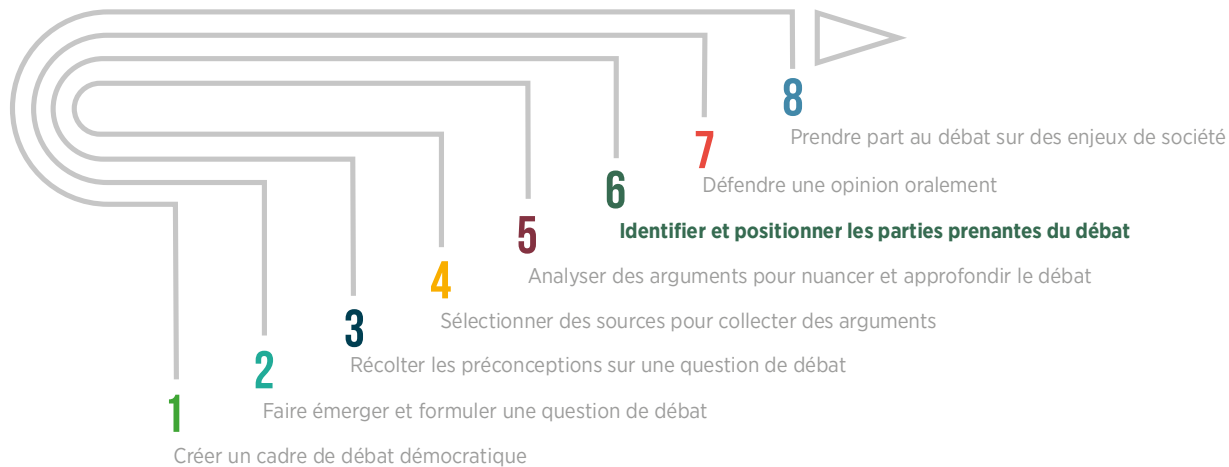 8
Prendre part au débat sur des enjeux de société
7
Défendre une opinion oralement
6
Identifier et positionner les parties prenantes du débat
5
Analyser des arguments pour nuancer et approfondir le débat
4
Sélectionner des sources pour collecter des arguments
3
Récolter les préconceptions sur une question de débat
2
Faire émerger et formuler une question de débat
1
Créer un cadre de débat démocratique